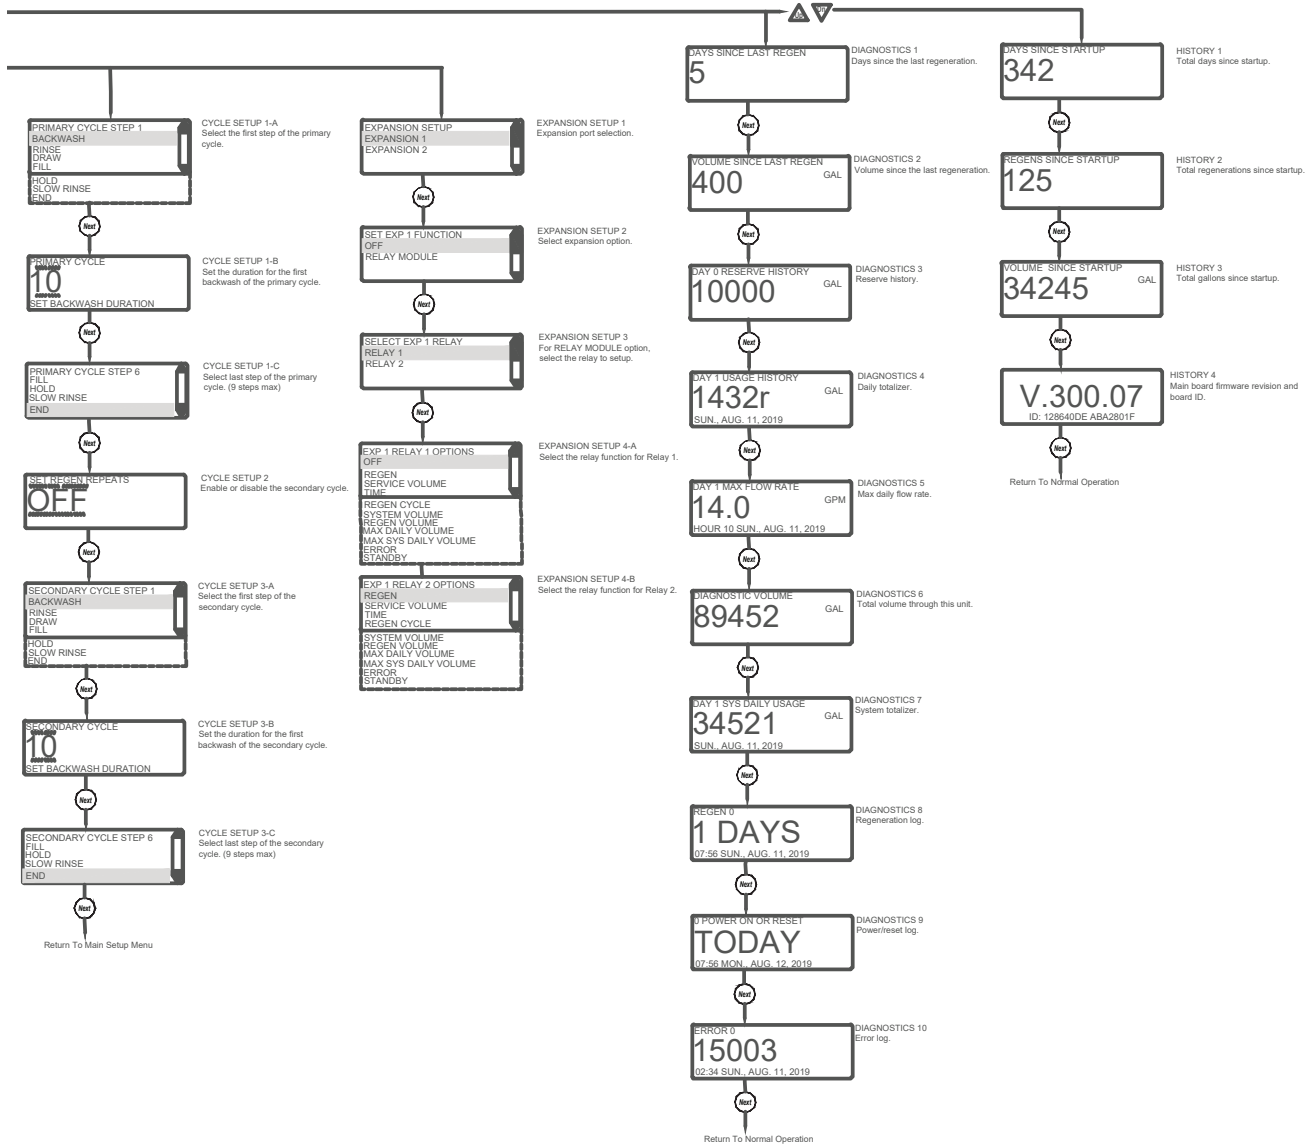 PRIMARY CYCLE STEP 1
BACKWASH
RINSE
DRAW
FILL
HOLD
SLOW RINSE
END
CYCLE SETUP 1-A
Select the first step of the primary
cycle.
Next
PRIMARY CYCLE
10
SET BACKWASH DURATION
CYCLE SETUP 1-B
Set the duration for the first
backwash of the primary cycle.
Next
PRIMARY CYCLE STEP 6
FILL
HOLD
SLOW RINSE
END
CYCLE SETUP 1-C
Select last step of the primary
cycle. (9 steps max)
Next
SET REGEN REPEATS
OFF
CYCLE SETUP 2
Enable or disable the secondary cycle.
Next
SECONDARY CYCLE STEP 1
BACKWASH
RINSE
DRAW
FILL
HOLD
SLOW RINSE
END
CYCLE SETUP 3-A
Select the first step of the
secondary cycle.
Next
SECONDARY CYCLE
10
SET BACKWASH DURATION
CYCLE SETUP 3-B
Set the duration for the first
backwash of the secondary cycle.
Next
SECONDARY CYCLE STEP 6
FILL
HOLD
SLOW RINSE
END
CYCLE SETUP 3-C
Select last step of the secondary
cycle. (9 steps max)
Next
Return To Main Setup Menu
EXPANSION SETUP
EXPANSION 1
EXPANSION 2
EXPANSION SETUP 1
Expansion port selection.
Next
SET EXP 1 FUNCTION
OFF
RELAY MODULE
EXPANSION SETUP 2
Select expansion option.
Next
SELECT EXP 1 RELAY
RELAY 1
RELAY 2
EXPANSION SETUP 3
For RELAY MODULE option,
select the relay to setup.
Next
EXP 1 RELAY 1 OPTIONS
OFF
REGEN
SERVICE VOLUME
TIME
REGEN CYCLE
SYSTEM VOLUME
REGEN VOLUME
MAX DAILY VOLUME
MAX SYS DAILY VOLUME
ERROR
STANDBY
EXPANSION SETUP 4-A
Select the relay function for Relay 1.
EXP 1 RELAY 2 OPTIONS
REGEN
SERVICE VOLUME
TIME
REGEN CYCLE
SYSTEM VOLUME
REGEN VOLUME
MAX DAILY VOLUME
MAX SYS DAILY VOLUME
ERROR
STANDBY
EXPANSION SETUP 4-B
Select the relay function for Relay 2.
DAYS SINCE LAST REGEN
5
DIAGNOSTICS 1
Days since the last regeneration.
Next
VOLUME SINCE LAST REGEN
400 GAL
DIAGNOSTICS 2
Volume since the last regeneration.
Next
DAY 0 RESERVE HISTORY
10000 GAL
DIAGNOSTICS 3
Reserve history.
Next
DAY 1 USAGE HISTORY
1432r GAL
SUN., AUG. 11, 2019
DIAGNOSTICS 4
Daily totalizer.
Next
DAY 1 MAX FLOW RATE
14.0 GPM
HOUR 10 SUN., AUG. 11, 2019
DIAGNOSTICS 5
Max daily flow rate.
Next
DIAGNOSTIC VOLUME
89452 GAL
DIAGNOSTICS 6
Total volume through this unit.
Next
DAY 1 SYS DAILY USAGE
34521 GAL
SUN., AUG. 11, 2019
DIAGNOSTICS 7
System totalizer.
Next
REGEN 0
1 DAYS
07:56 SUN., AUG. 11, 2019
DIAGNOSTICS 8
Regeneration log.
Next
0 POWER ON OR RESET
TODAY
07:56 MON., AUG. 12, 2019
DIAGNOSTICS 9
Power/reset log.
Next
ERROR 0
15003
02:34 SUN., AUG. 11, 2019
DIAGNOSTICS 10
Error log.
Next
Return To Normal Operation
DAYS SINCE STARTUP
342
HISTORY 1
Total days since startup.
Next
REGENS SINCE STARTUP
125
HISTORY 2
Total regenerations since startup.
Next
VOLUME SINCE STARTUP
34245 GAL
HISTORY 3
Total gallons since startup.
Next
V.300.07
ID: 128640DE ABA2801F
HISTORY 4
Main board firmware revision and
board ID.
Next
Return To Normal Operation